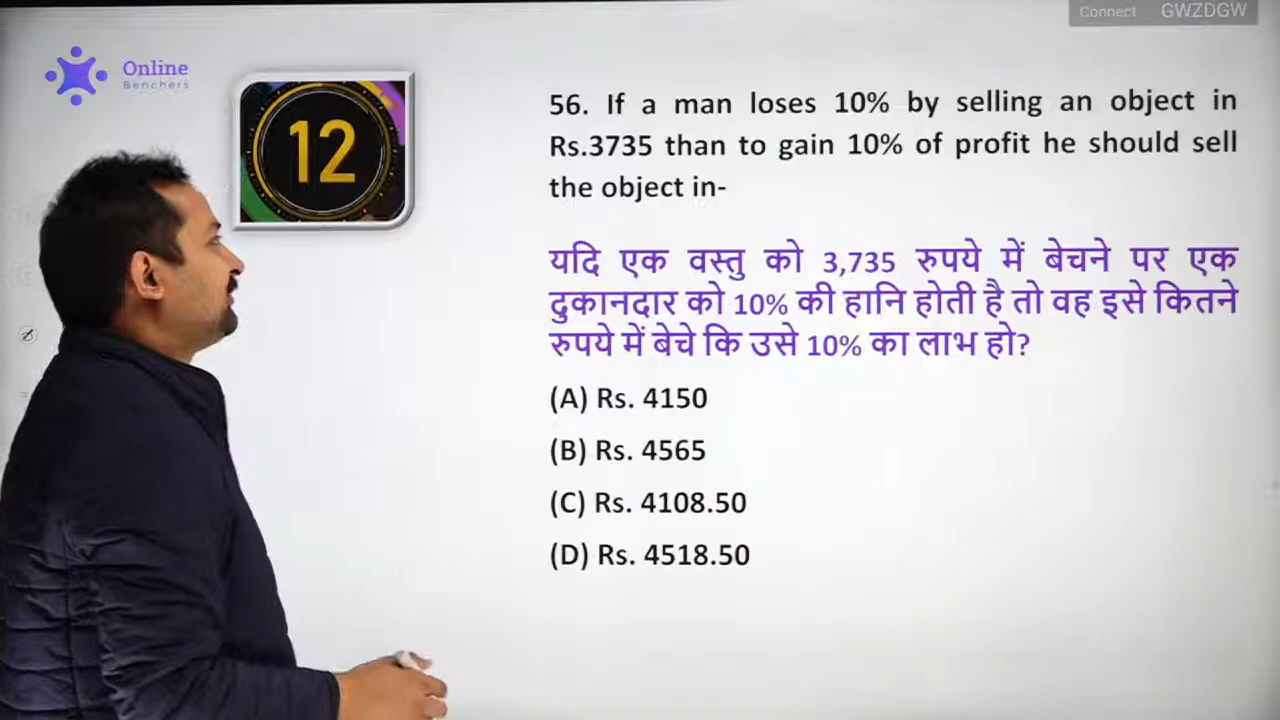 Connect GWZDGW
Online
Benchers
12
56. If a man loses 10% by selling an object in
Rs.3735 than to gain 10% of profit he should sell
the object in-
यदि एक वस्तु को 3,735 रुपये में बेचने पर एक
दुकानदार को 10% की हानि होती है तो वह इसे कितने
रुपये में बेचे कि उसे 10% का लाभ हो?
(A) Rs. 4150
(B) Rs. 4565
(C) Rs. 4108.50
(D) Rs. 4518.50